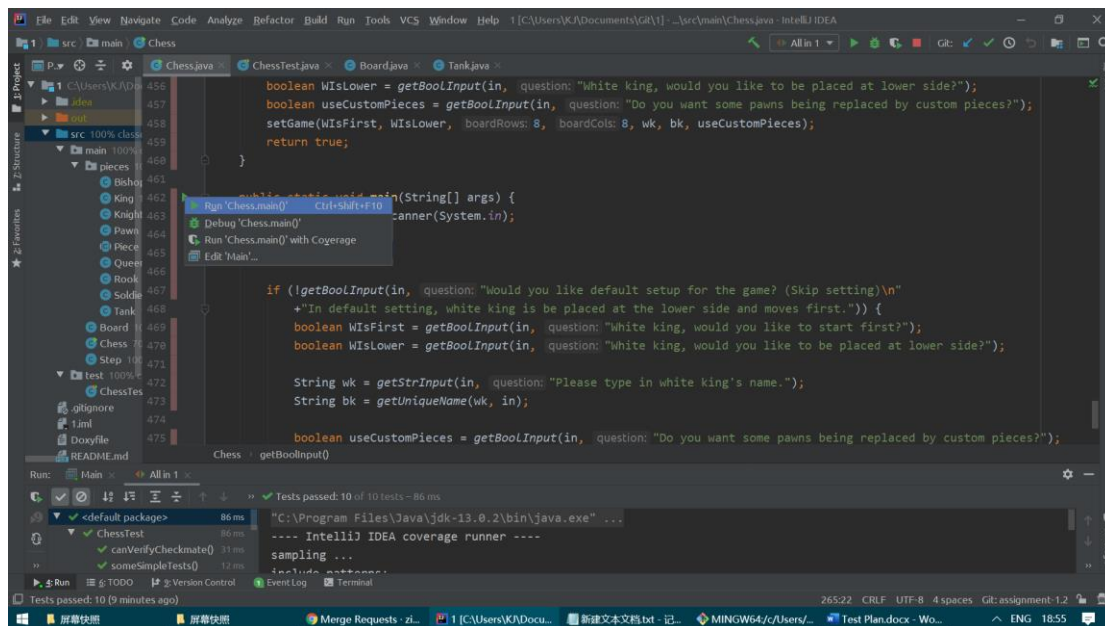 File Edit View Navigate Code Analyze Refactor Build Run Tools VCS Window Help 1 [C:\Users\KJ\Documents\Git\1] - ...\src\main\Chess.java - IntelliJ IDEA
1 src main Chess All in 1 Git:
1: Project
Z: Structure
2: Favorites
P..
Chess.java × ChessTest.java × Board.java × Tank.java ×
1 C:\Users\KJ\Do
.idea
out
src 100% class
main 100%
pieces
Bishop
King
Knight
Pawn
Piece
Queen
Rook
Soldie
Tank
Board
Chess
Step 100
test 100%
ChessTes
.gitignore
1.iml
Doxyfile
README.md
456 boolean WIsLower = getBoolInput(in, question: "White king, would you like to be placed at lower side?");
457 boolean useCustomPieces = getBoolInput(in, question: "Do you want some pawns being replaced by custom pieces?");
458 setGame(WIsFirst, WIsLower, boardRows: 8, boardCols: 8, wk, bk, useCustomPieces);
459 return true;
460 }
461
462 public static void main(String[] args) {
463 canner(System.in);
464
465
466
467 if (!getBoolInput(in, question: "Would you like default setup for the game? (Skip setting)\n"
468 +"In default setting, white king is be placed at the lower side and moves first.")) {
469 boolean WIsFirst = getBoolInput(in, question: "White king, would you like to start first?");
470 boolean WIsLower = getBoolInput(in, question: "White king, would you like to be placed at lower side?");
471
472 String wk = getStrInput(in, question: "Please type in white king's name.");
473 String bk = getUniqueName(wk, in);
474
475 boolean useCustomPieces = getBoolInput(in, question: "Do you want some pawns being replaced by custom pieces?");
Run 'Chess.main()' Ctrl+Shift+F10
Debug 'Chess.main()'
Run 'Chess.main()' with Coverage
Edit 'Main'...
Chess getBoolInput()
Run: Main × All in 1 ×
Tests passed: 10 of 10 tests – 86 ms
<default package> 86 ms
ChessTest 86 ms
canVerifyCheckmate() 31 ms
someSimpleTests() 12 ms
"C:\Program Files\Java\jdk-13.0.2\bin\java.exe" ...
---- IntelliJ IDEA coverage runner ----
sampling ...
include patterns:
4: Run 6: TODO 9: Version Control 1 Event Log Terminal
Tests passed: 10 (9 minutes ago) 265:22 CRLF UTF-8 4 spaces Git: assignment-1.2
屏幕快照 屏幕快照 Merge Requests · zi... 1 [C:\Users\KJ\Docu... 新建文本文档.txt - 记... MINGW64:/c/Users/... Test Plan.docx - Wo... ENG 18:55